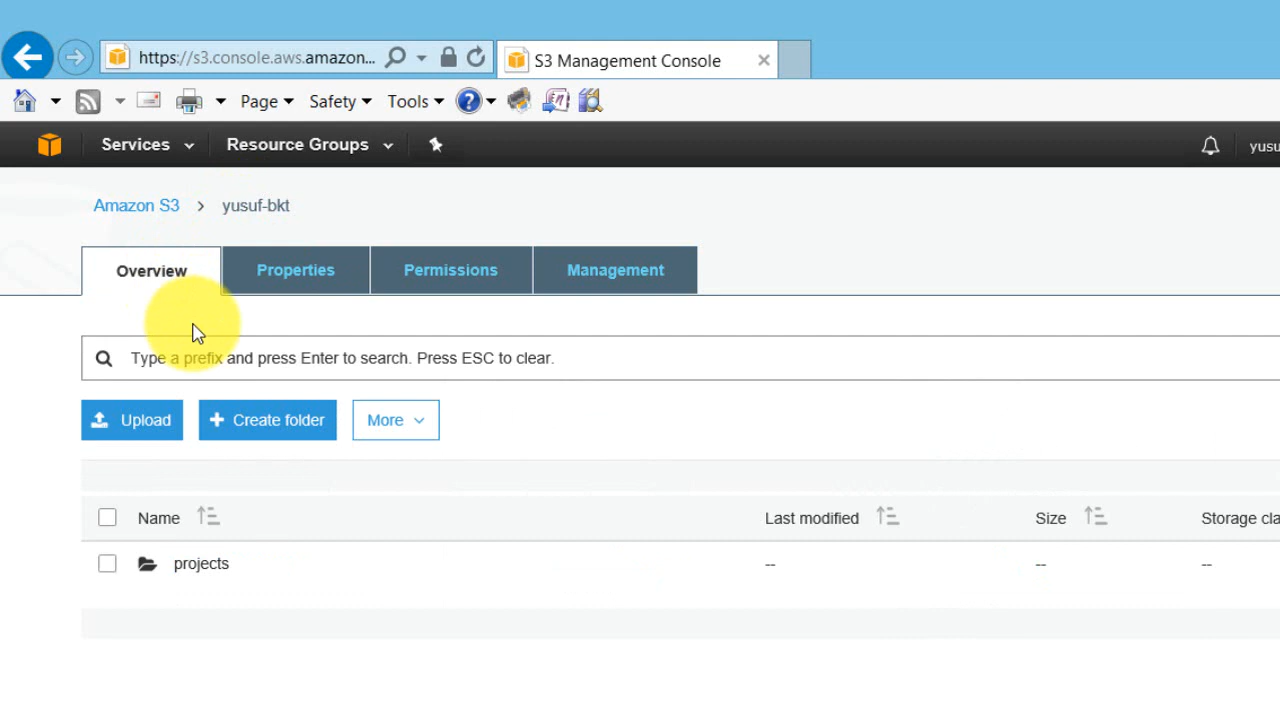 https://s3.console.aws.amazon... S3 Management Console
Page Safety Tools
Services Resource Groups yusu
Amazon S3 > yusuf-bkt
Overview Properties Permissions Management
Type a prefix and press Enter to search. Press ESC to clear.
Upload Create folder More
Name Last modified Size Storage cla
projects -- -- --